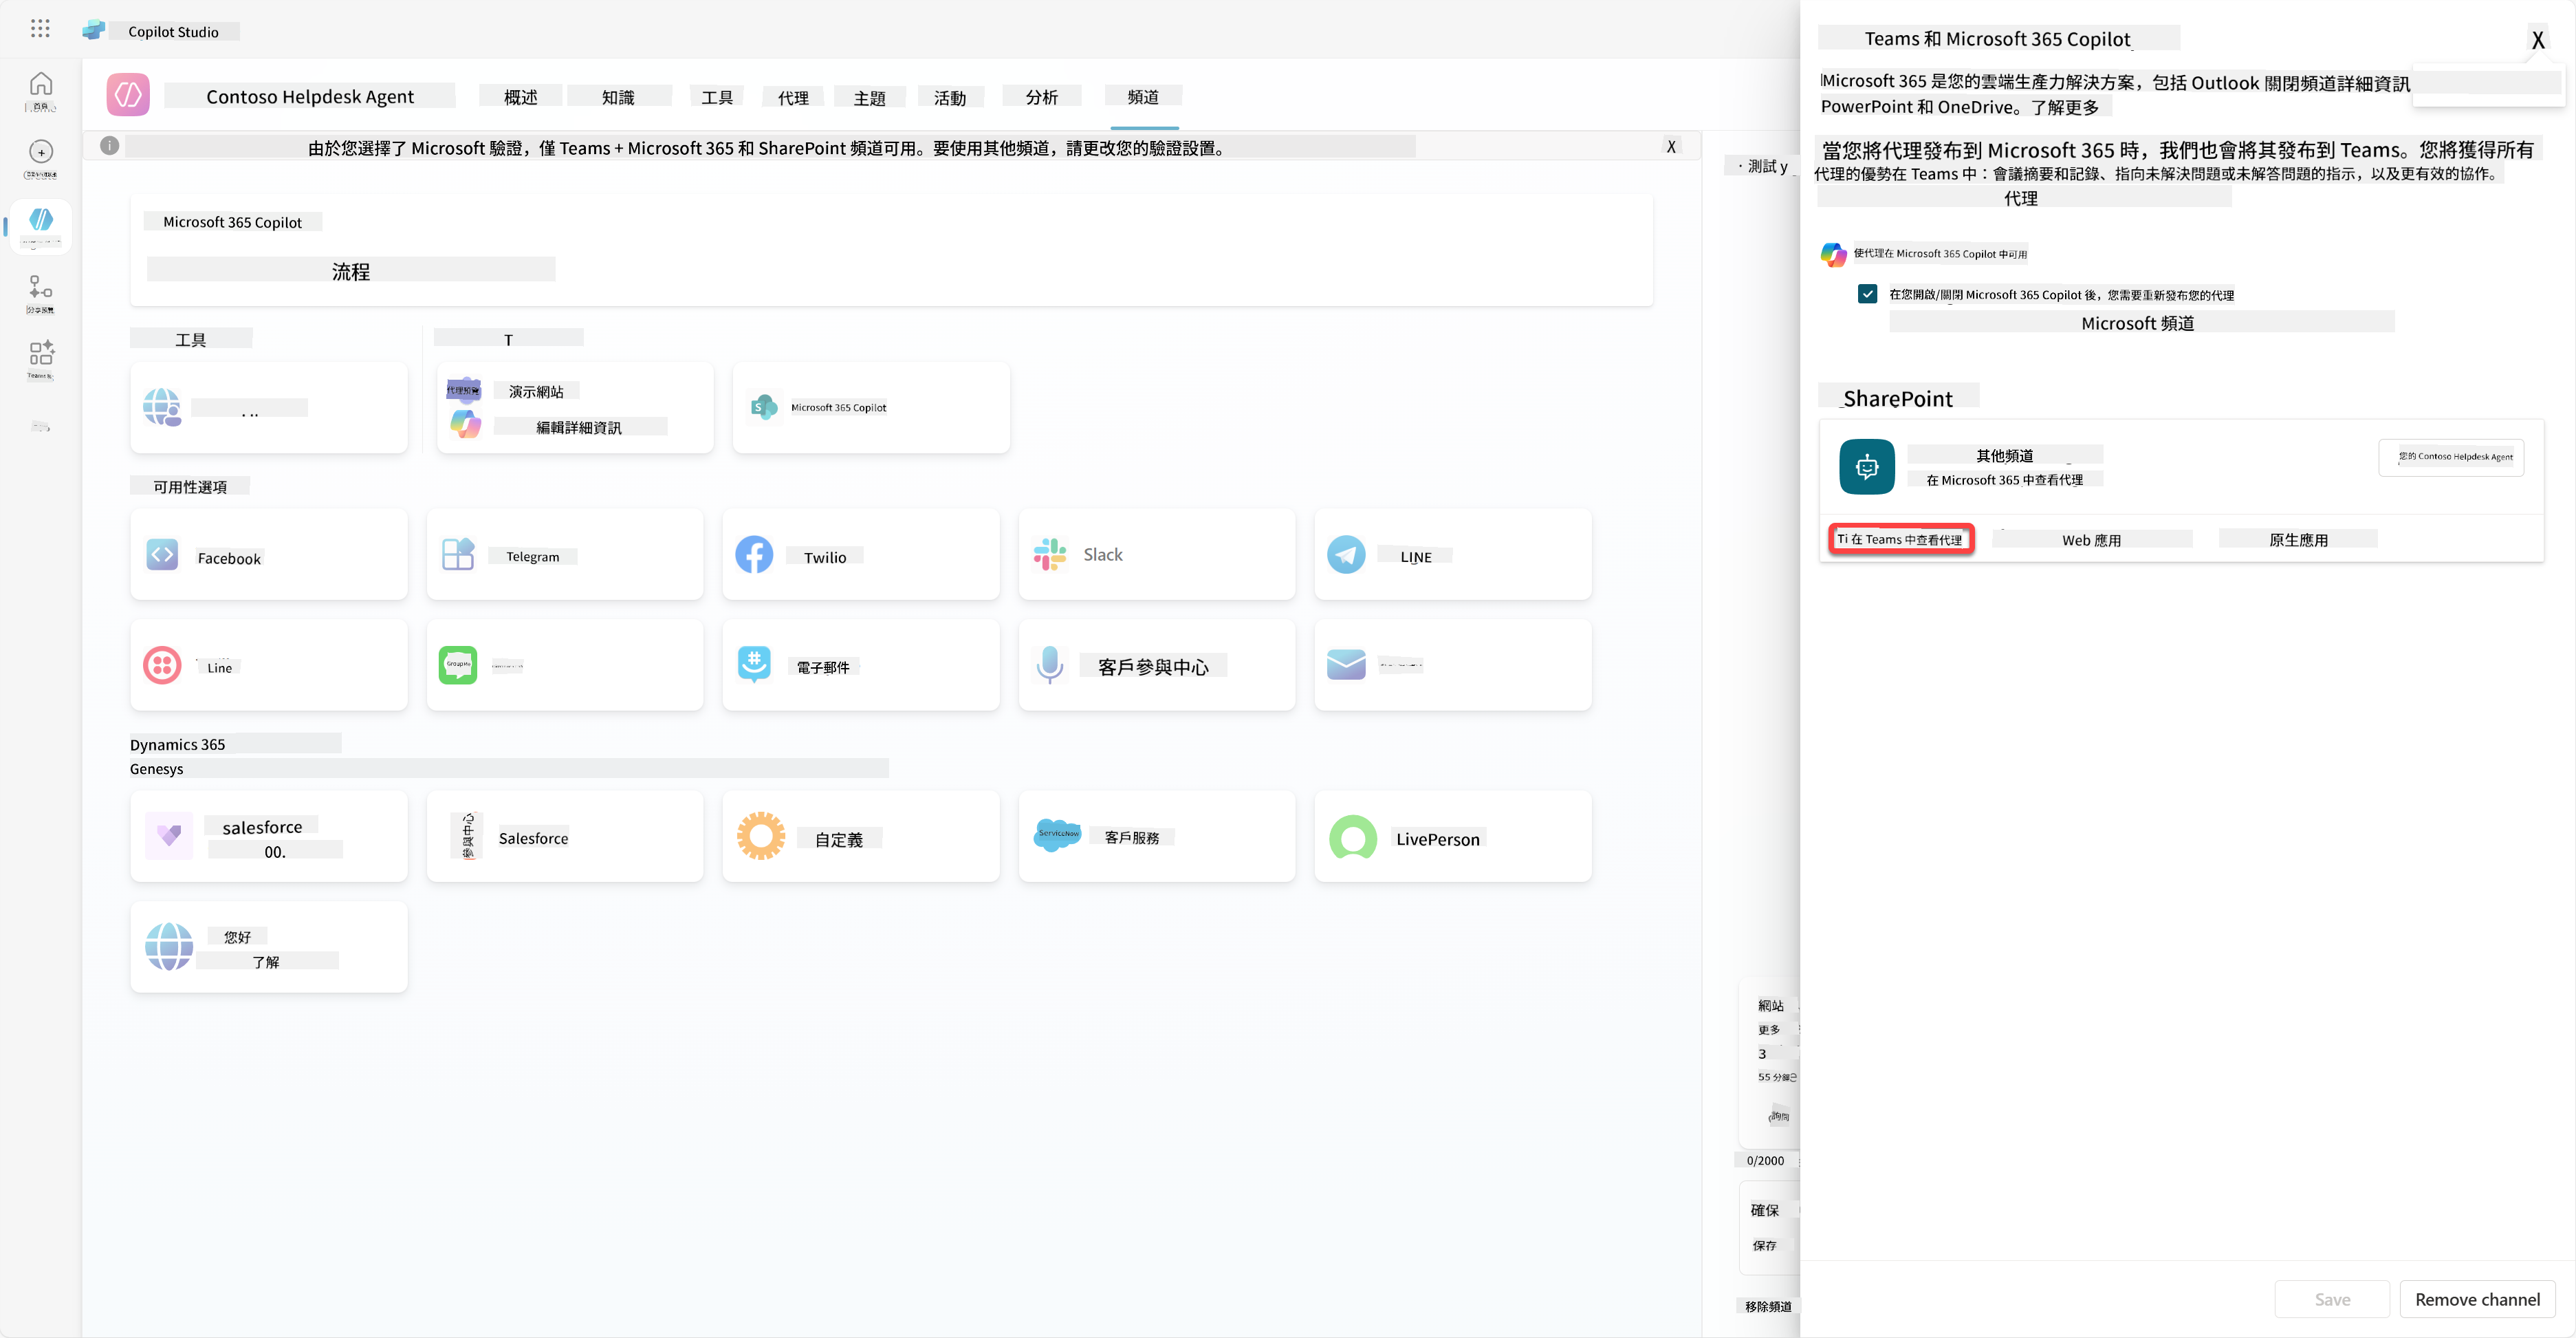 Copilot Studio
首頁
Contoso Helpdesk Agent
概述
知識
工具
代理
主題
活動
分析
頻道
由於您選擇了 Microsoft 驗證，僅 Teams + Microsoft 365 和 SharePoint 頻道可用。要使用其他頻道，請更改您的驗證設置。
X
Microsoft 365 Copilot
流程
工具
T
演示網站
編輯詳細資訊
Microsoft 365 Copilot
可用性選項
Facebook
Telegram
Twilio
Slack
LINE
Line
電子郵件
客戶參與中心
Dynamics 365
Genesys
salesforce
00.
參與中心
Salesforce
自定義
ServiceNow
客戶服務
LivePerson
您好
了解
· 測試 y
網站
更多
3
55 分鐘
詢問
0/2000
確保
保存
移除頻道
Teams 和 Microsoft 365 Copilot
X
Microsoft 365 是您的雲端生產力解決方案，包括 Outlook 關閉頻道詳細資訊
PowerPoint 和 OneDrive。了解更多
當您將代理發布到 Microsoft 365 時，我們也會將其發布到 Teams。您將獲得所有
代理的優勢在 Teams 中：會議摘要和記錄、指向未解決問題或未解答問題的指示，以及更有效的協作。
代理
使代理在 Microsoft 365 Copilot 中可用
在您開啟/關閉 Microsoft 365 Copilot 後，您需要重新發布您的代理
Microsoft 頻道
SharePoint
其他頻道
在 Microsoft 365 中查看代理
您的 Contoso Helpdesk Agent
Ti 在 Teams 中查看代理
Web 應用
原生應用
Save
Remove channel